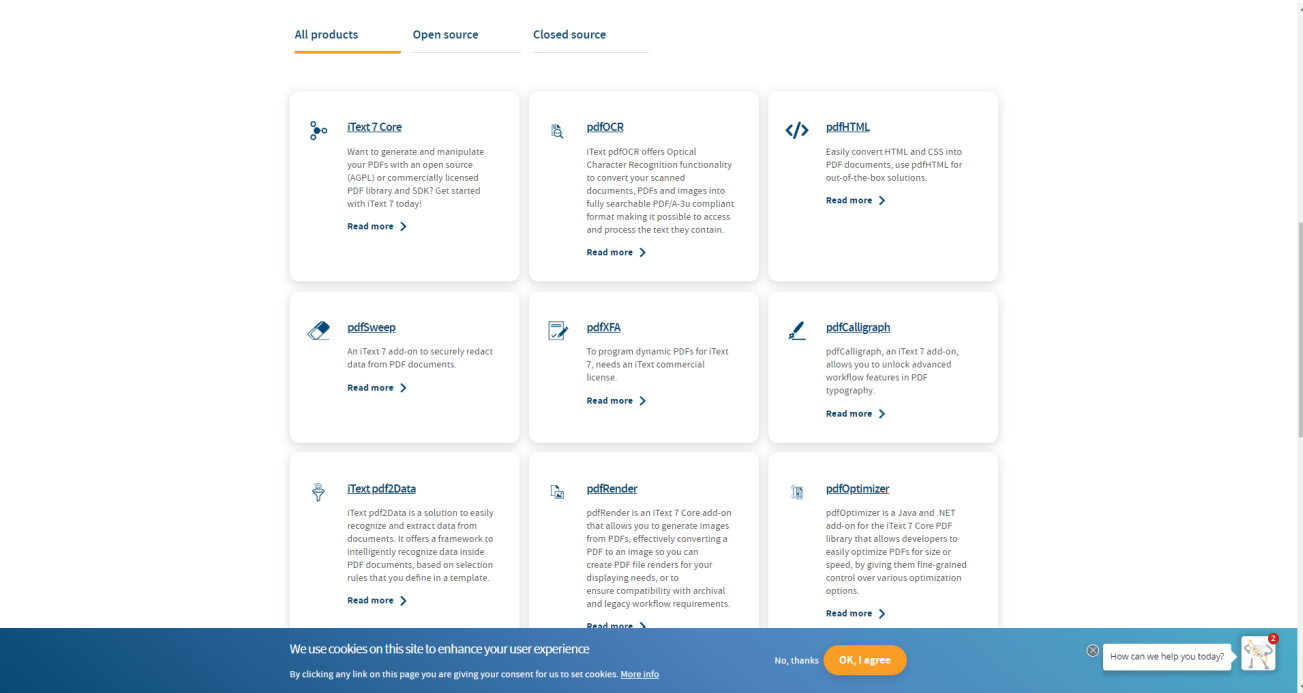 All products
Open source
Closed source
iText 7 Core
Want to generate and manipulate
your PDFs with an open source
(AGPL) or commercially licensed
PDF library and SDK? Get started
with iText 7 today!
Read more
pdfOCR
iText pdfOCR offers Optical
Character Recognition functionality
to convert your scanned
documents, PDFs and images into
fully searchable PDF/A-3u compliant
format making it possible to access
and process the text they contain.
Read more
pdfHTML
Easily convert HTML and CSS into
PDF documents, use pdfHTML for
out-of-the-box solutions.
Read more
pdfSweep
An iText 7 add-on to securely redact
data from PDF documents.
Read more
pdfXFA
To program dynamic PDFs for iText
7, needs an iText commercial
license.
Read more
pdfCalligraph
pdfCalligraph, an iText 7 add-on,
allows you to unlock advanced
workflow features in PDF
typography.
Read more
iText pdf2Data
iText pdf2Data is a solution to easily
recognize and extract data from
documents. It offers a framework to
intelligently recognize data inside
PDF documents, based on selection
rules that you define in a template.
Read more
pdfRender
pdfRender is an iText 7 Core add-on
that allows you to generate images
from PDFs, effectively converting a
PDF to an image so you can
create PDF file renders for your
displaying needs, or to
ensure compatibility with archival
and legacy workflow requirements.
Read more
pdfOptimizer
pdfOptimizer is a Java and .NET
add-on for the iText 7 Core PDF
library that allows developers to
easily optimize PDFs for size or
speed, by giving them fine-grained
control over various optimization
options.
Read more
We use cookies on this site to enhance your user experience
By clicking any link on this page you are giving your consent for us to set cookies. More info
No, thanks
OK, I agree
How can we help you today?
2